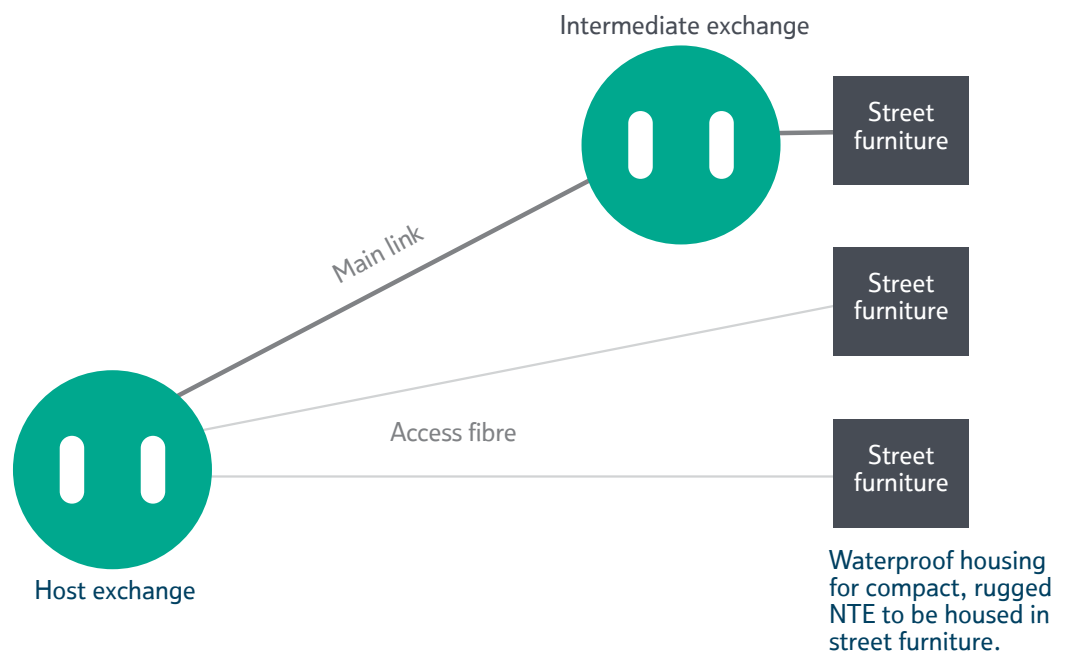 Intermediate exchange
Street
furniture
Main link
Street
furniture
Access fibre
Street
furniture
Host exchange
Waterproof housing
for compact, rugged
NTE to be housed in
street furniture.